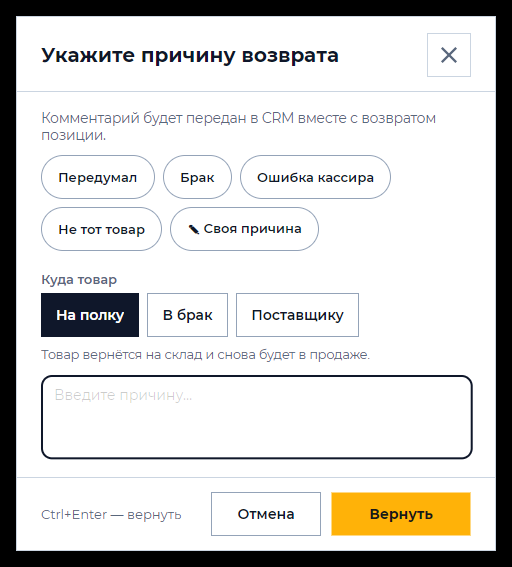 Укажите причину возврата
Комментарий будет передан в CRM вместе с возвратом
позиции.
Передумал
Брак
Ошибка кассира
Не тот товар
Своя причина
Куда товар
На полку
В брак
Поставщику
Товар вернётся на склад и снова будет в продаже.
Введите причину...
Ctrl+Enter — вернуть
Отмена
Вернуть